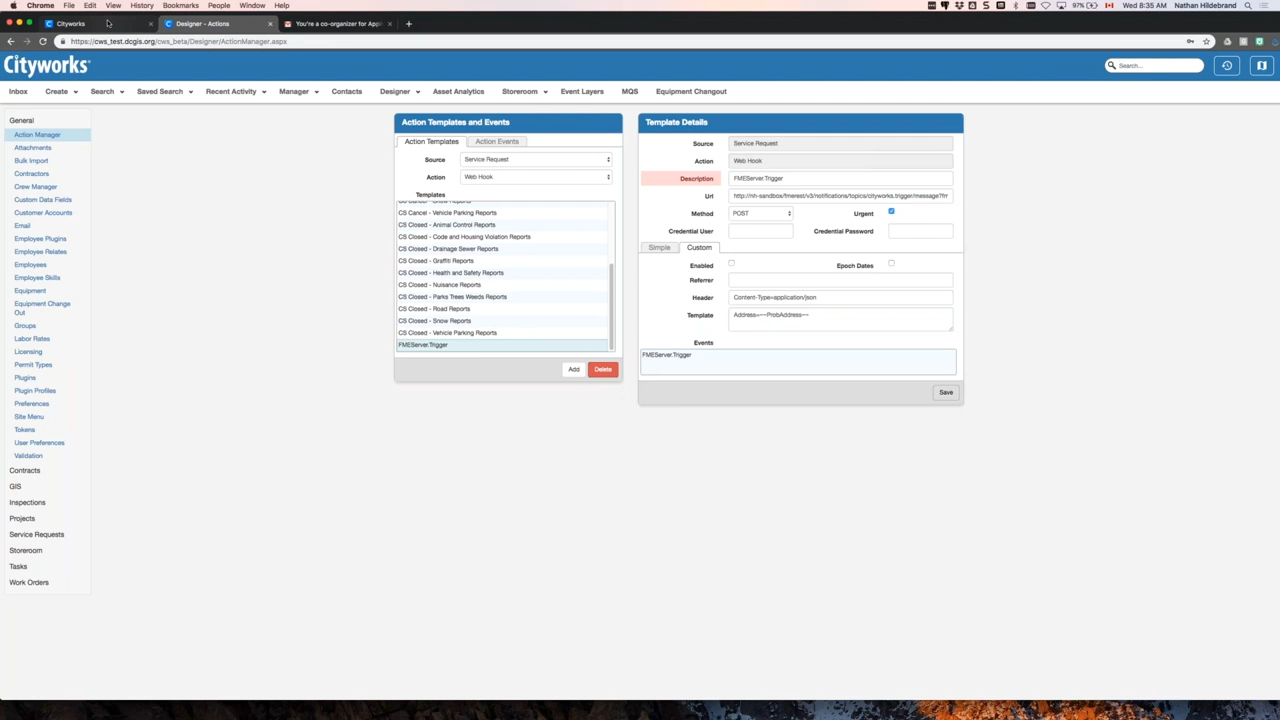 Chrome File Edit View History Bookmarks People Window Help 97% Wed 8:35 AM Nathan Hildebrand
Cityworks Designer - Actions You're a co-organizer for Appl
https://cws_test.dcgis.org/cws_beta/Designer/ActionManager.aspx
Cityworks Search...
Inbox Create Search Saved Search Recent Activity Manager Contacts Designer Asset Analytics Storeroom Event Layers MQS Equipment Changout
General
Action Manager
Attachments
Bulk Import
Contractors
Crew Manager
Custom Data Fields
Customer Accounts
Email
Employee Plugins
Employee Relates
Employees
Employee Skills
Equipment
Equipment Change
Out
Groups
Labor Rates
Licensing
Permit Types
Plugins
Plugin Profiles
Preferences
Site Menu
Tokens
User Preferences
Validation
Contracts
GIS
Inspections
Projects
Service Requests
Storeroom
Tasks
Work Orders
Action Templates and Events
Action Templates Action Events
Source Service Request
Action Web Hook
Templates
CS Cancel - Vehicle Parking Reports
CS Closed - Animal Control Reports
CS Closed - Code and Housing Violation Reports
CS Closed - Drainage Sewer Reports
CS Closed - Graffiti Reports
CS Closed - Health and Safety Reports
CS Closed - Nuisance Reports
CS Closed - Parks Trees Weeds Reports
CS Closed - Road Reports
CS Closed - Snow Reports
CS Closed - Vehicle Parking Reports
FMEServer.Trigger
Add Delete
Template Details
Source Service Request
Action Web Hook
Description FMEServer.Trigger
Url http://nh-sandbox/fmerest/v3/notifications/topics/cityworks.trigger/message?fmr
Method POST Urgent
Credential User Credential Password
Simple Custom
Enabled Epoch Dates
Referrer
Header Content-Type=application/json
Template Address=~~ProbAddress~~
Events
FMEServer.Trigger
Save